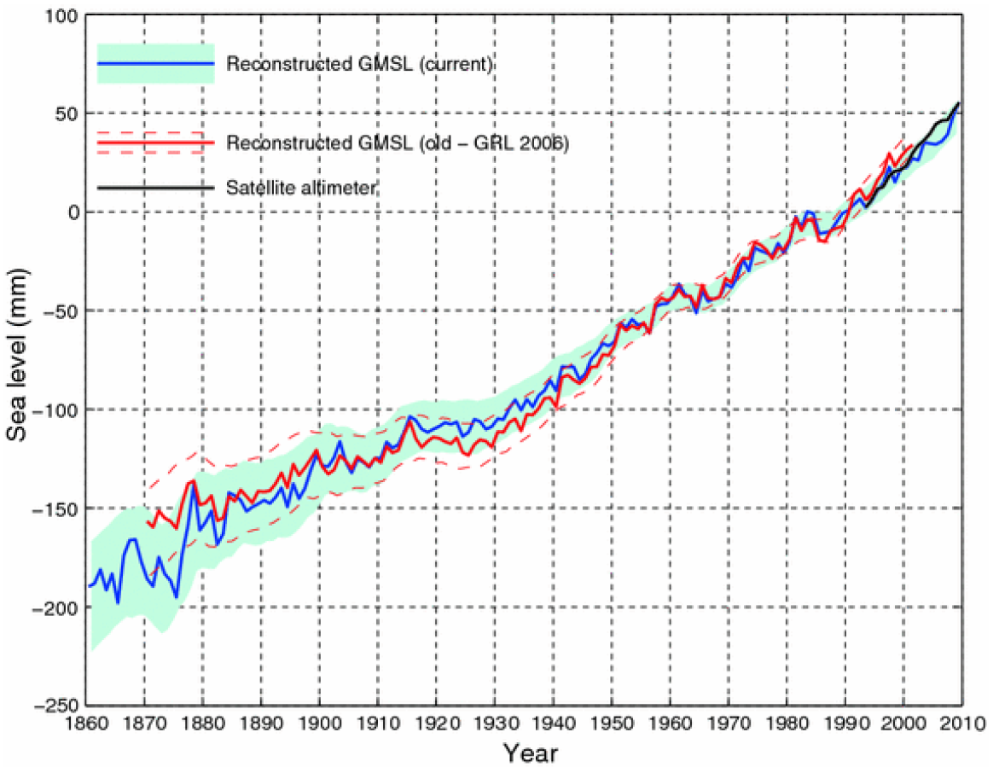 100
50
0
−50
−100
−150
−200
−250
Sea level (mm)
Reconstructed GMSL (current)
Reconstructed GMSL (old − GRL 2006)
Satellite altimeter
1860 1870 1880 1890 1900 1910 1920 1930 1940 1950 1960 1970 1980 1990 2000 2010
Year